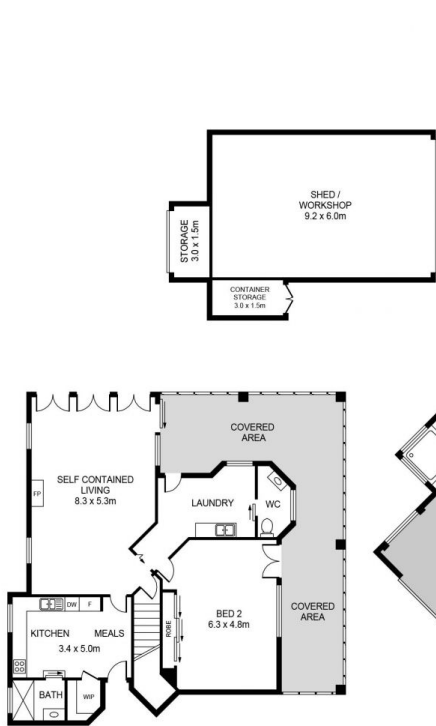 SHED /
WORKSHOP
9.2 x 6.0m
STORAGE
3.0 x 1.5m
CONTAINER
STORAGE
3.0 x 1.5m
COVERED
AREA
SELF CONTAINED
LIVING
8.3 x 5.3m
FP
LAUNDRY
WC
BED 2
6.3 x 4.8m
ROBE
COVERED
AREA
DW
F
KITCHEN
MEALS
3.4 x 5.0m
BATH
WIP